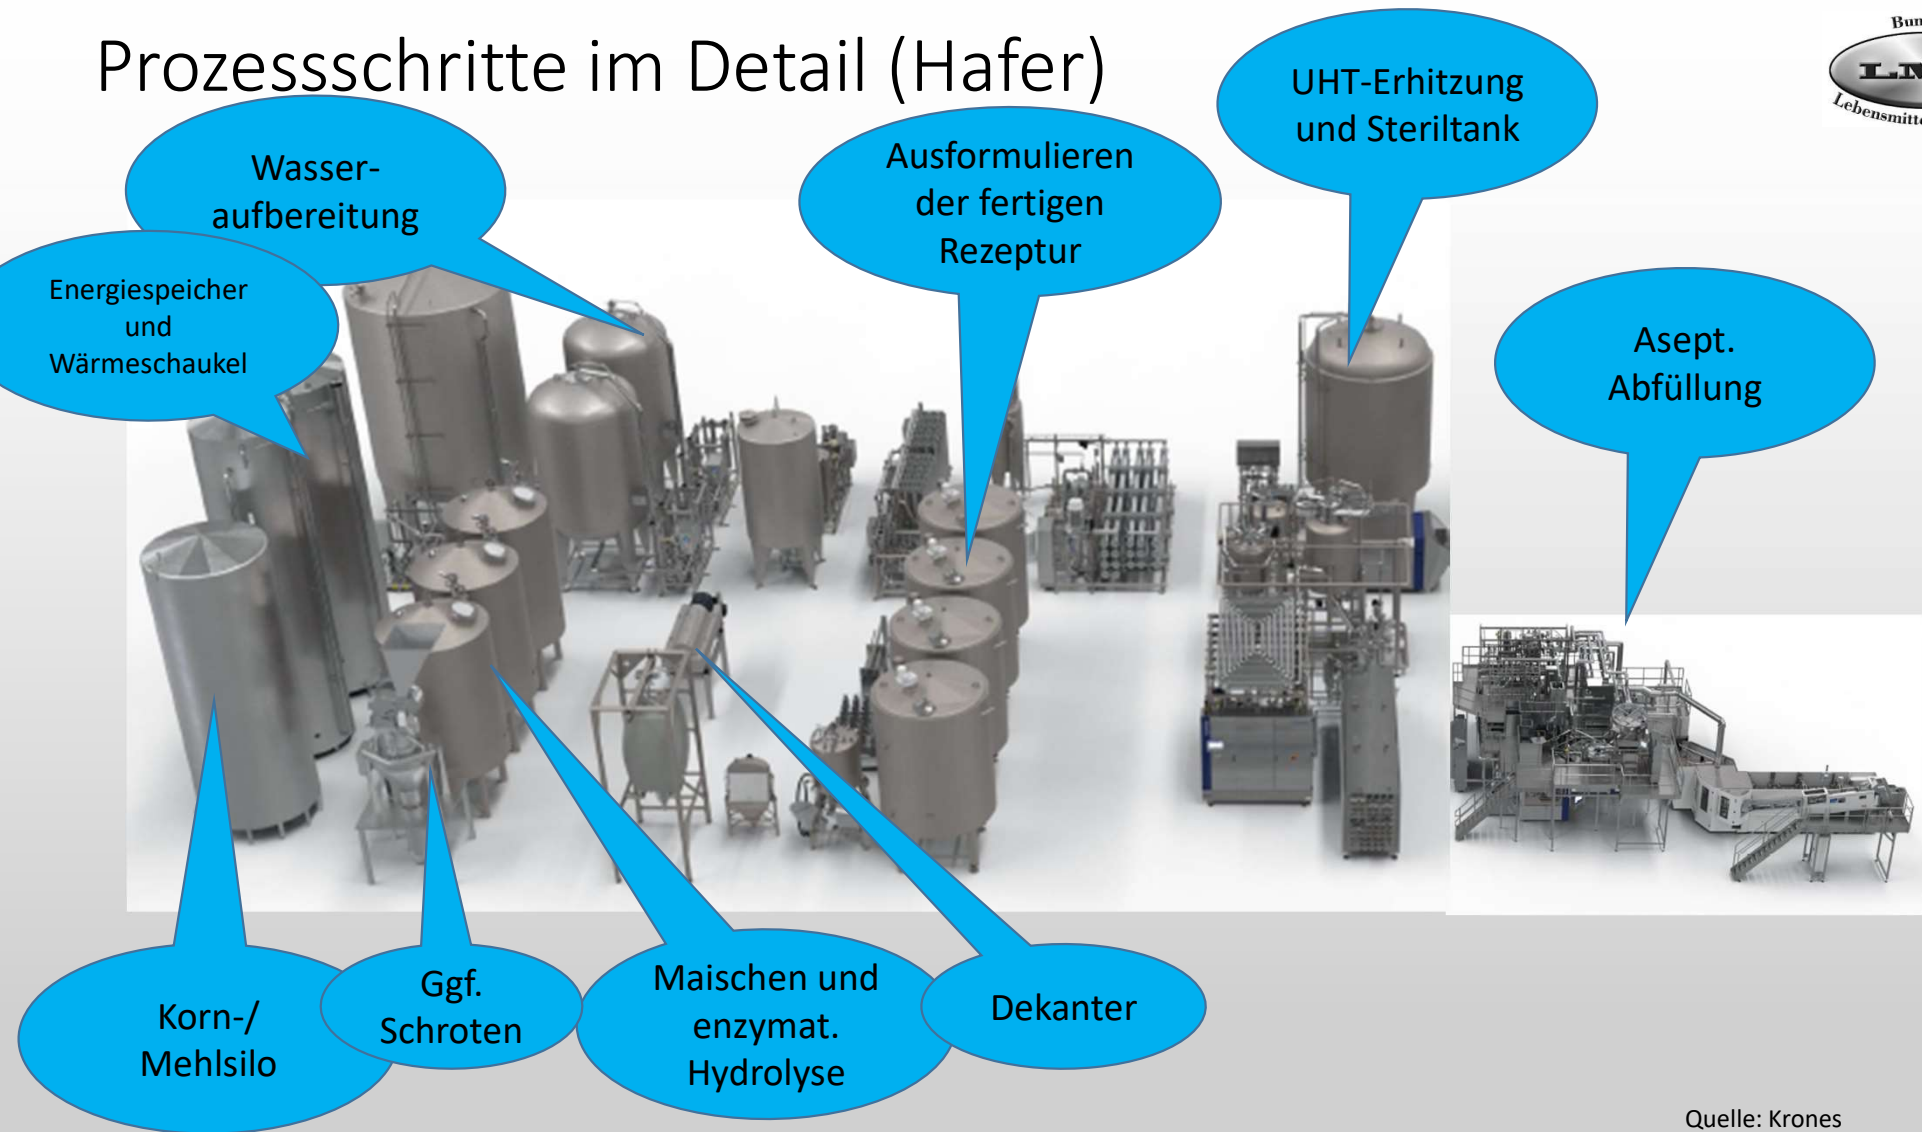 Prozessschritte im Detail (Hafer)
Wasser-
aufbereitung
Energiespeicher
und
Wärmeschaukel
Ausformulieren
der fertigen
Rezeptur
UHT-Erhitzung
und Steriltank
Asept.
Abfüllung
Korn-/
Mehlsilo
Ggf.
Schroten
Maischen und
enzymat.
Hydrolyse
Dekanter
Quelle: Krones